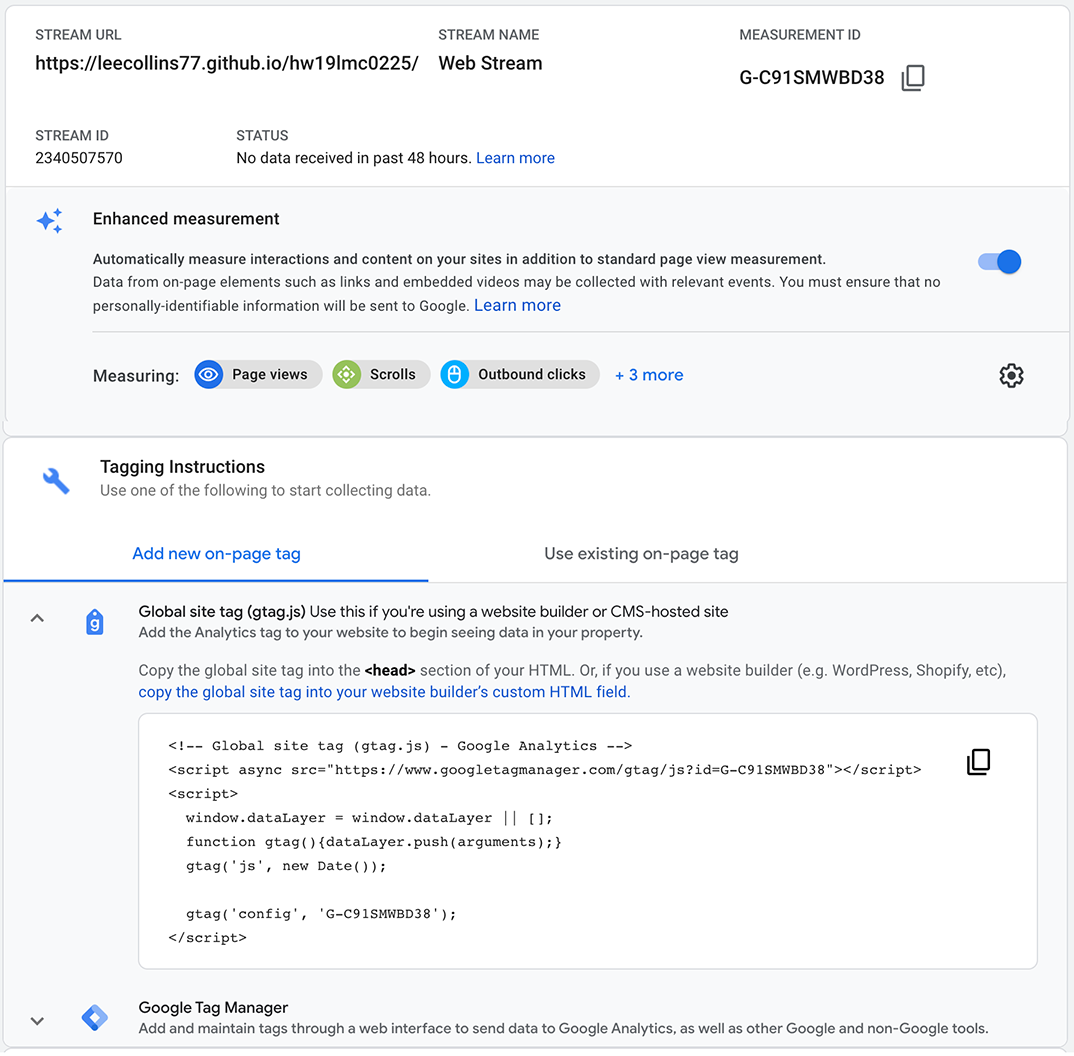 STREAM URL
STREAM NAME
MEASUREMENT ID
https://leecollins77.github.io/hw19lmc0225/
Web Stream
G-C91SMWBD38
STREAM ID
STATUS
2340507570
No data received in past 48 hours. Learn more
Enhanced measurement
Automatically measure interactions and content on your sites in addition to standard page view measurement.
Data from on-page elements such as links and embedded videos may be collected with relevant events. You must ensure that no
personally-identifiable information will be sent to Google. Learn more
Measuring:
Page views
Scrolls
Outbound clicks
+ 3 more
Tagging Instructions
Use one of the following to start collecting data.
Add new on-page tag
Use existing on-page tag
g
Global site tag (gtag.js) Use this if you're using a website builder or CMS-hosted site
Add the Analytics tag to your website to begin seeing data in your property.
Copy the global site tag into the <head> section of your HTML. Or, if you use a website builder (e.g. WordPress, Shopify, etc),
copy the global site tag into your website builder’s custom HTML field.
<!-- Global site tag (gtag.js) - Google Analytics -->
<script async src="https://www.googletagmanager.com/gtag/js?id=G-C91SMWBD38"></script>
<script>
window.dataLayer = window.dataLayer || [];
function gtag(){dataLayer.push(arguments);}
gtag('js', new Date());
gtag('config', 'G-C91SMWBD38');
</script>
Google Tag Manager
Add and maintain tags through a web interface to send data to Google Analytics, as well as other Google and non-Google tools.